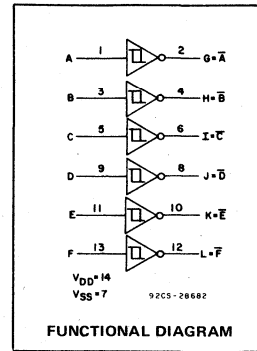 A 1 2 G=A̅
B 3 4 H=B̅
C 5 6 I=C̅
D 9 8 J=D̅
E 11 10 K=E̅
F 13 12 L=F̅
VDD=14
VSS=7
92CS-28682
FUNCTIONAL DIAGRAM